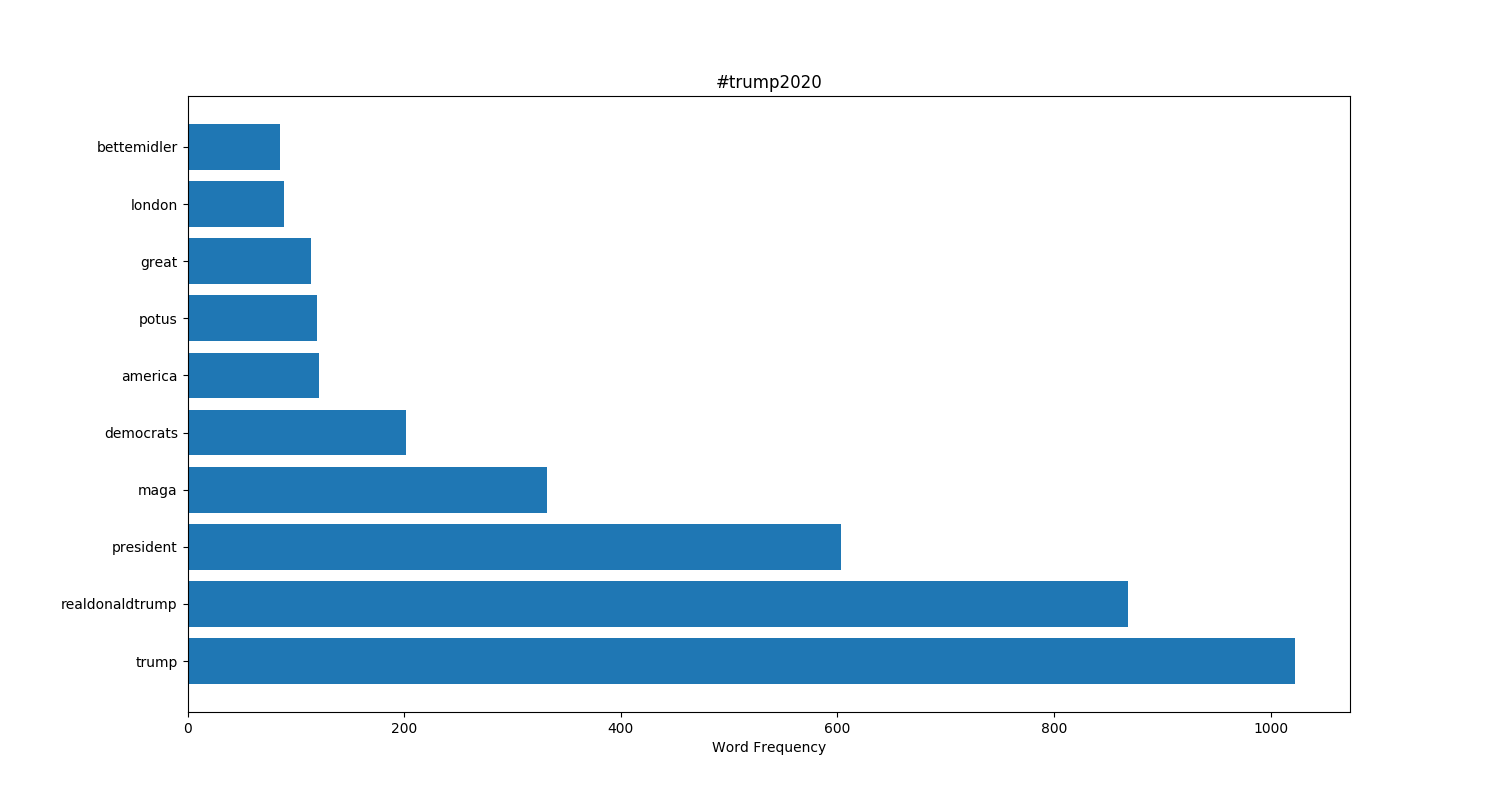 #trump2020
bettemidler
london
great
potus
america
democrats
maga
president
realdonaldtrump
trump
0 200 400 600 800 1000
Word Frequency